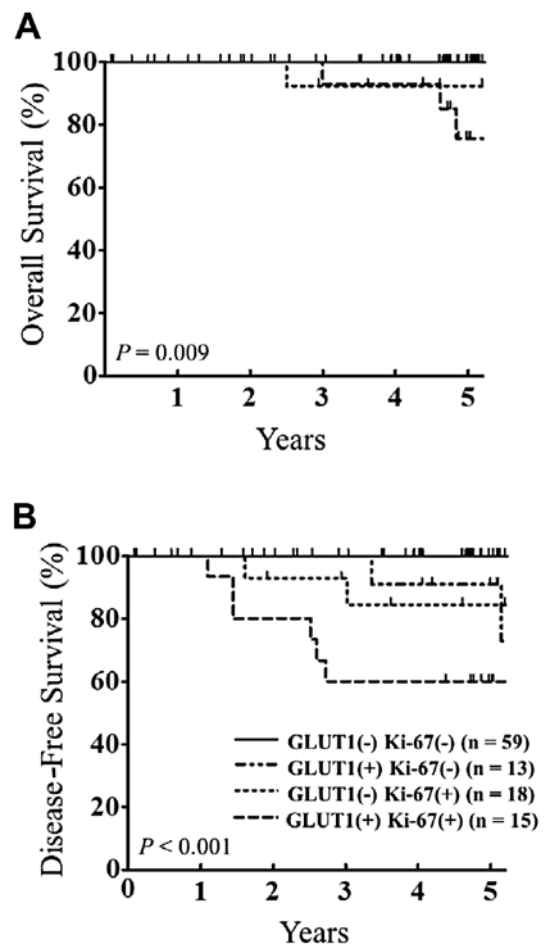 A
Overall Survival (%)
100
80
60
40
20
0
P = 0.009
1 2 3 4 5
Years
B
Disease-Free Survival (%)
100
80
60
40
20
0
GLUT1(-) Ki-67(-) (n = 59)
GLUT1(+) Ki-67(-) (n = 13)
GLUT1(-) Ki-67(+) (n = 18)
GLUT1(+) Ki-67(+) (n = 15)
P < 0.001
0 1 2 3 4 5
Years